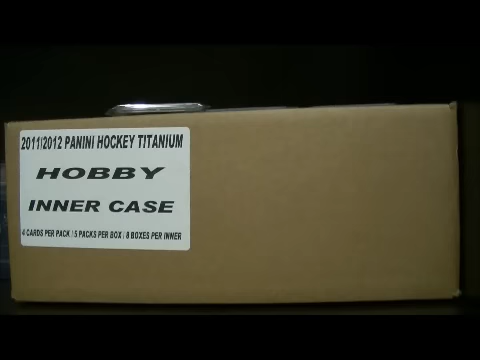 2011/2012 PANINI HOCKEY TITANIUM
HOBBY
INNER CASE
4 CARDS PER PACK / 5 PACKS PER BOX / 8 BOXES PER INNER